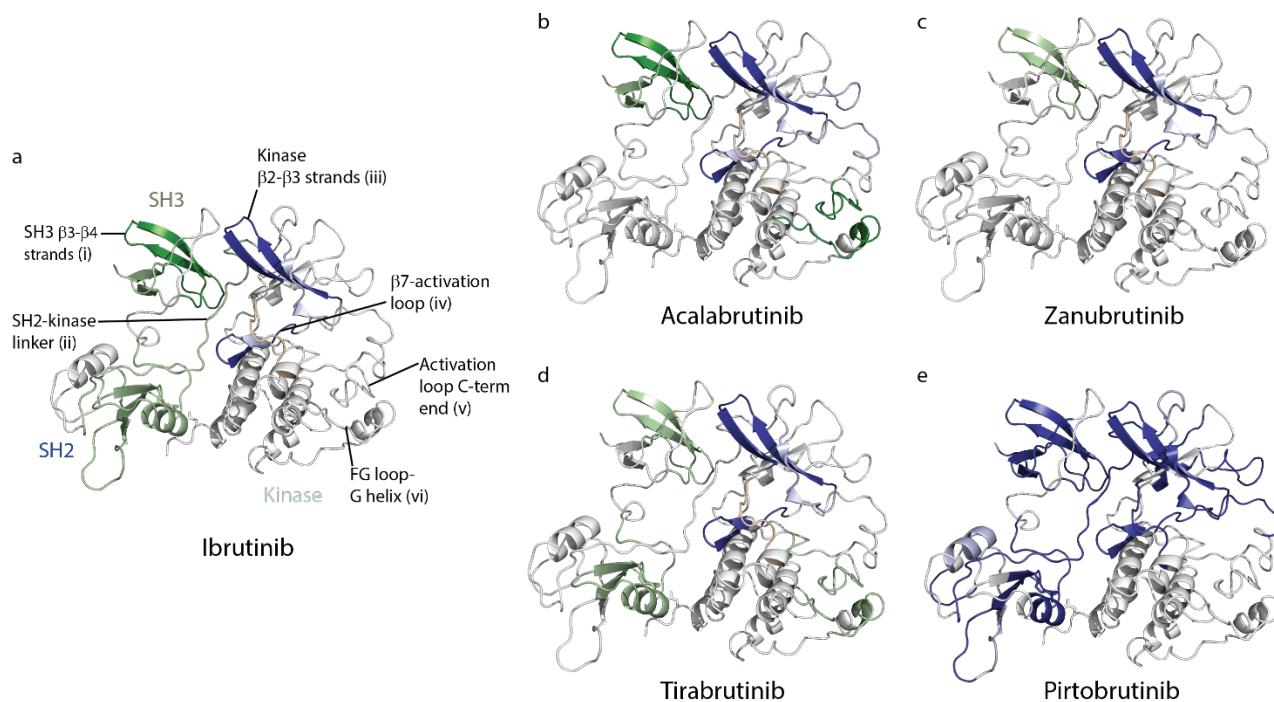 a
Kinase
β2-β3 strands (iii)
SH3
SH3 β3-β4
strands (i)
β7-activation
loop (iv)
SH2-kinase
linker (ii)
Activation
loop C-term
end (v)
SH2
FG loop-
G helix (vi)
Kinase
Ibrutinib
b
Acalabrutinib
c
Zanubrutinib
d
Tirabrutinib
e
Pirtobrutinib